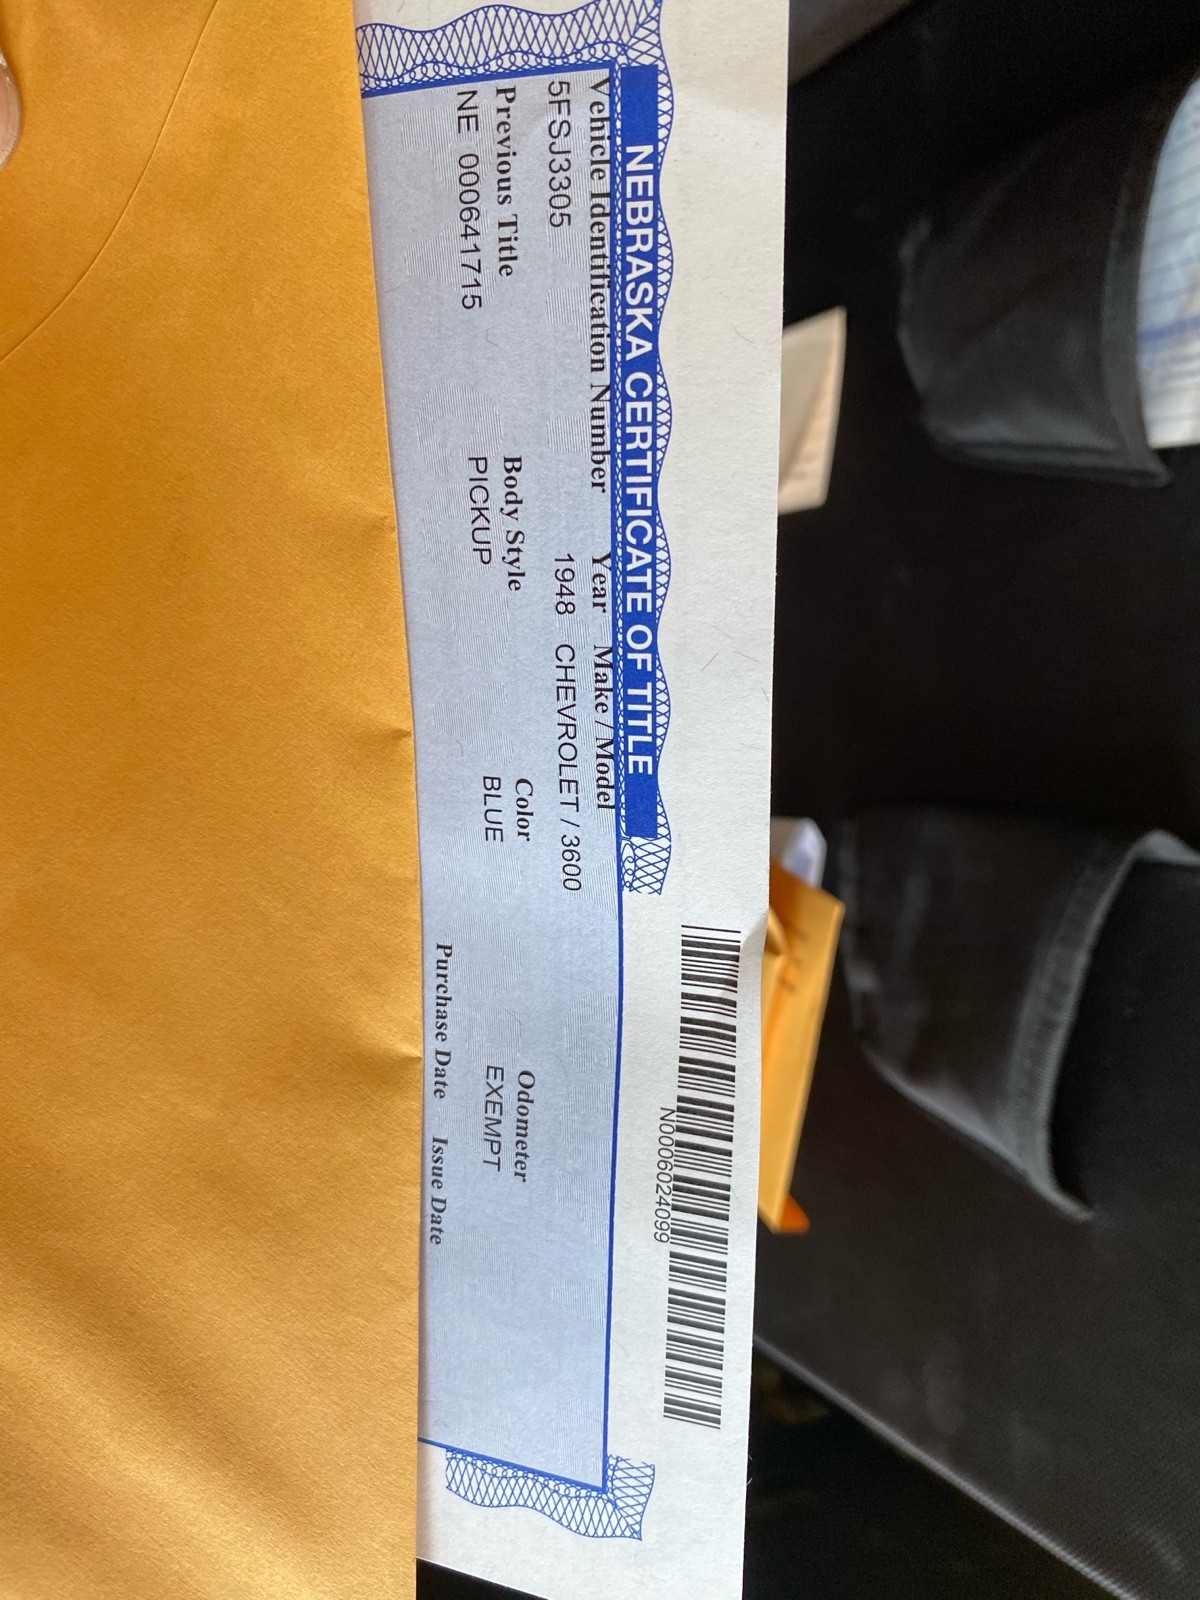 N0006024099
NEBRASKA CERTIFICATE OF TITLE
Vehicle Identification Number Year Make / Model
5FSJ3305 1948 CHEVROLET / 3600
Previous Title Body Style Color Odometer
NE 000641715 PICKUP BLUE EXEMPT
Purchase Date Issue Date